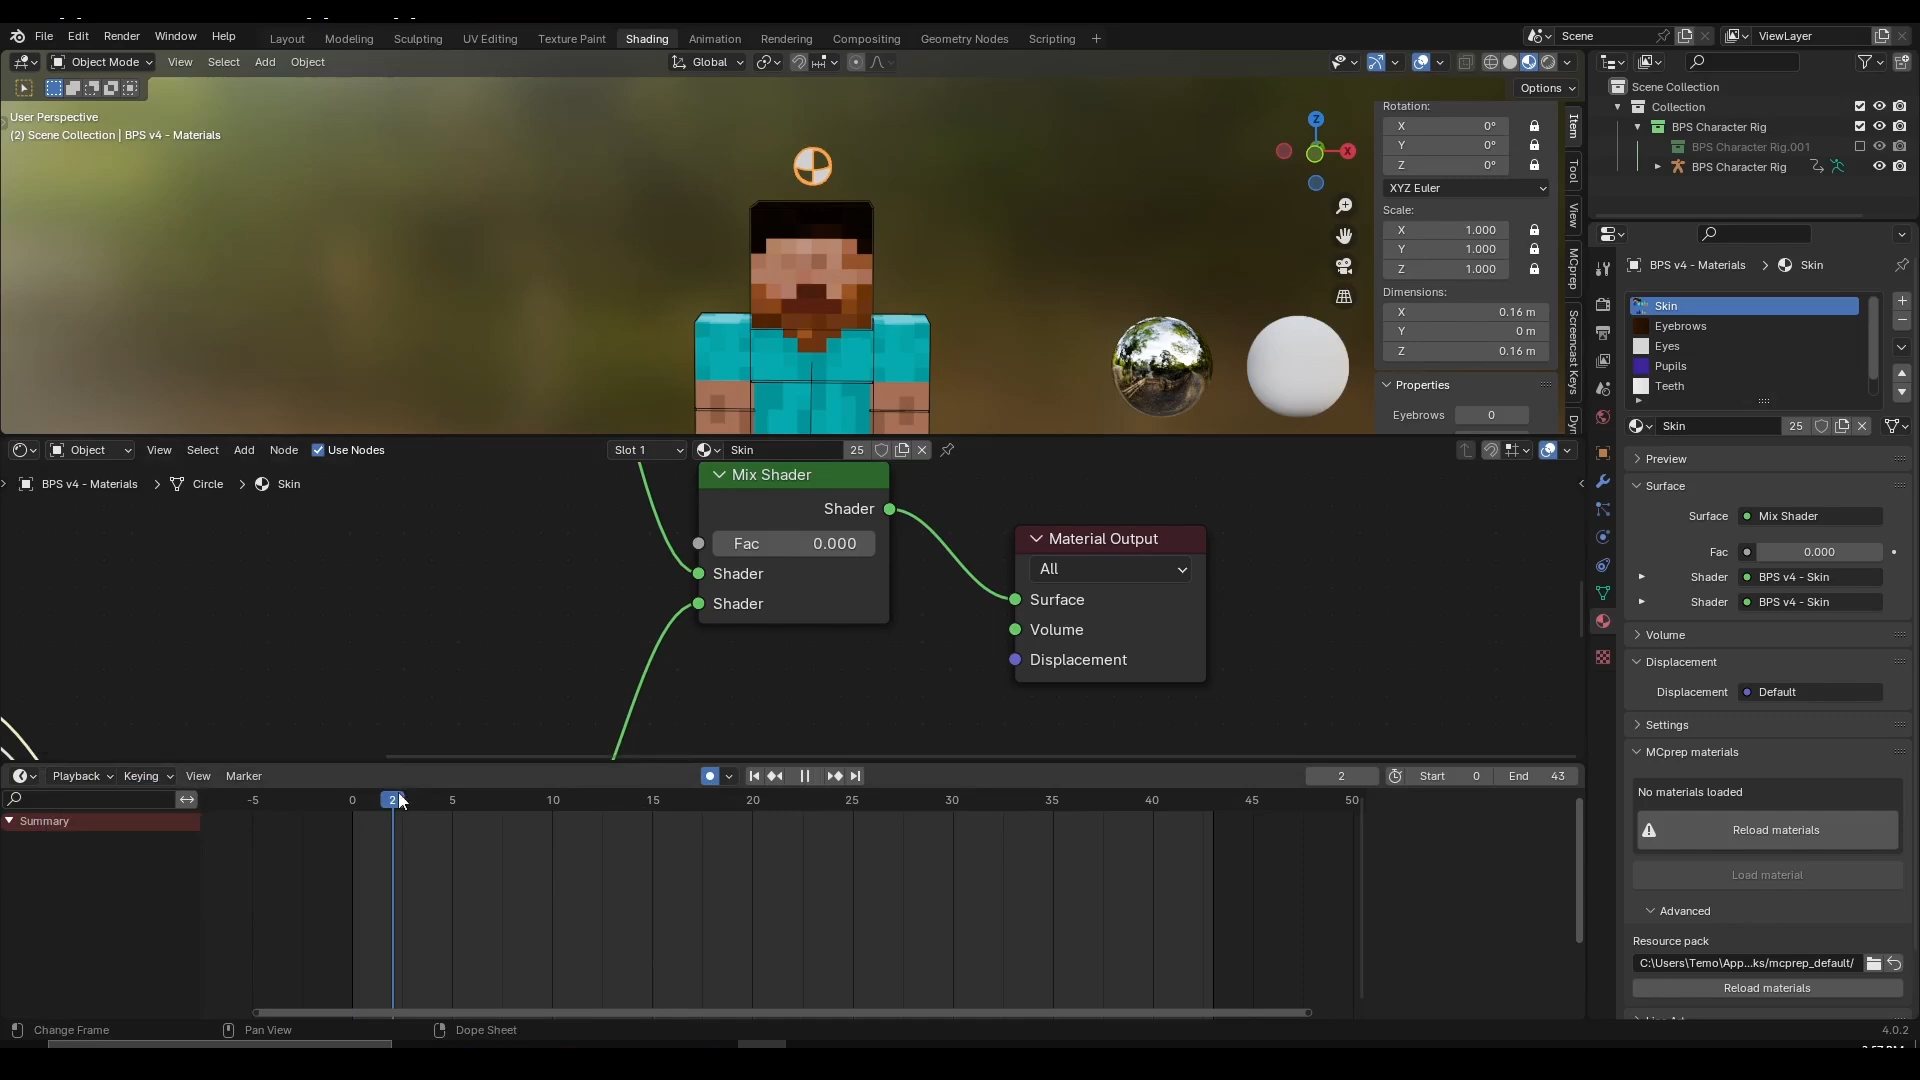 File Edit Render Window Help
Layout Modeling Sculpting UV Editing Texture Paint Shading Animation Rendering Compositing Geometry Nodes Scripting
Scene
ViewLayer
Object Mode View Select Add Object
Global
Options
User Perspective
(2) Scene Collection | BPS v4 - Materials
Z
X
Rotation:
X 0°
Y 0°
Z 0°
XYZ Euler
Scale:
X 1.000
Y 1.000
Z 1.000
Dimensions:
X 0.16 m
Y 0 m
Z 0.16 m
Properties
Eyebrows 0
Item
Tool
View
MCprep
Screencast Keys
Dyn
Scene Collection
Collection
BPS Character Rig
BPS Character Rig.001
BPS Character Rig
BPS v4 - Materials > Skin
Skin
Eyebrows
Eyes
Pupils
Teeth
Skin 25
Preview
Surface
Surface Mix Shader
Fac 0.000
Shader BPS v4 - Skin
Shader BPS v4 - Skin
Volume
Displacement
Displacement Default
Settings
MCprep materials
No materials loaded
Reload materials
Load material
Advanced
Resource pack
C:\Users\Temo\App...ks/mcprep_default/
Reload materials
Object View Select Add Node Use Nodes
Slot 1
Skin 25
BPS v4 - Materials > Circle > Skin
Mix Shader
Shader
Fac 0.000
Shader
Shader
Material Output
All
Surface
Volume
Displacement
Playback Keying View Marker
2
Start 0
End 43
-5 0 2 5 10 15 20 25 30 35 40 45 50
Summary
Change Frame
Pan View
Dope Sheet
4.0.2